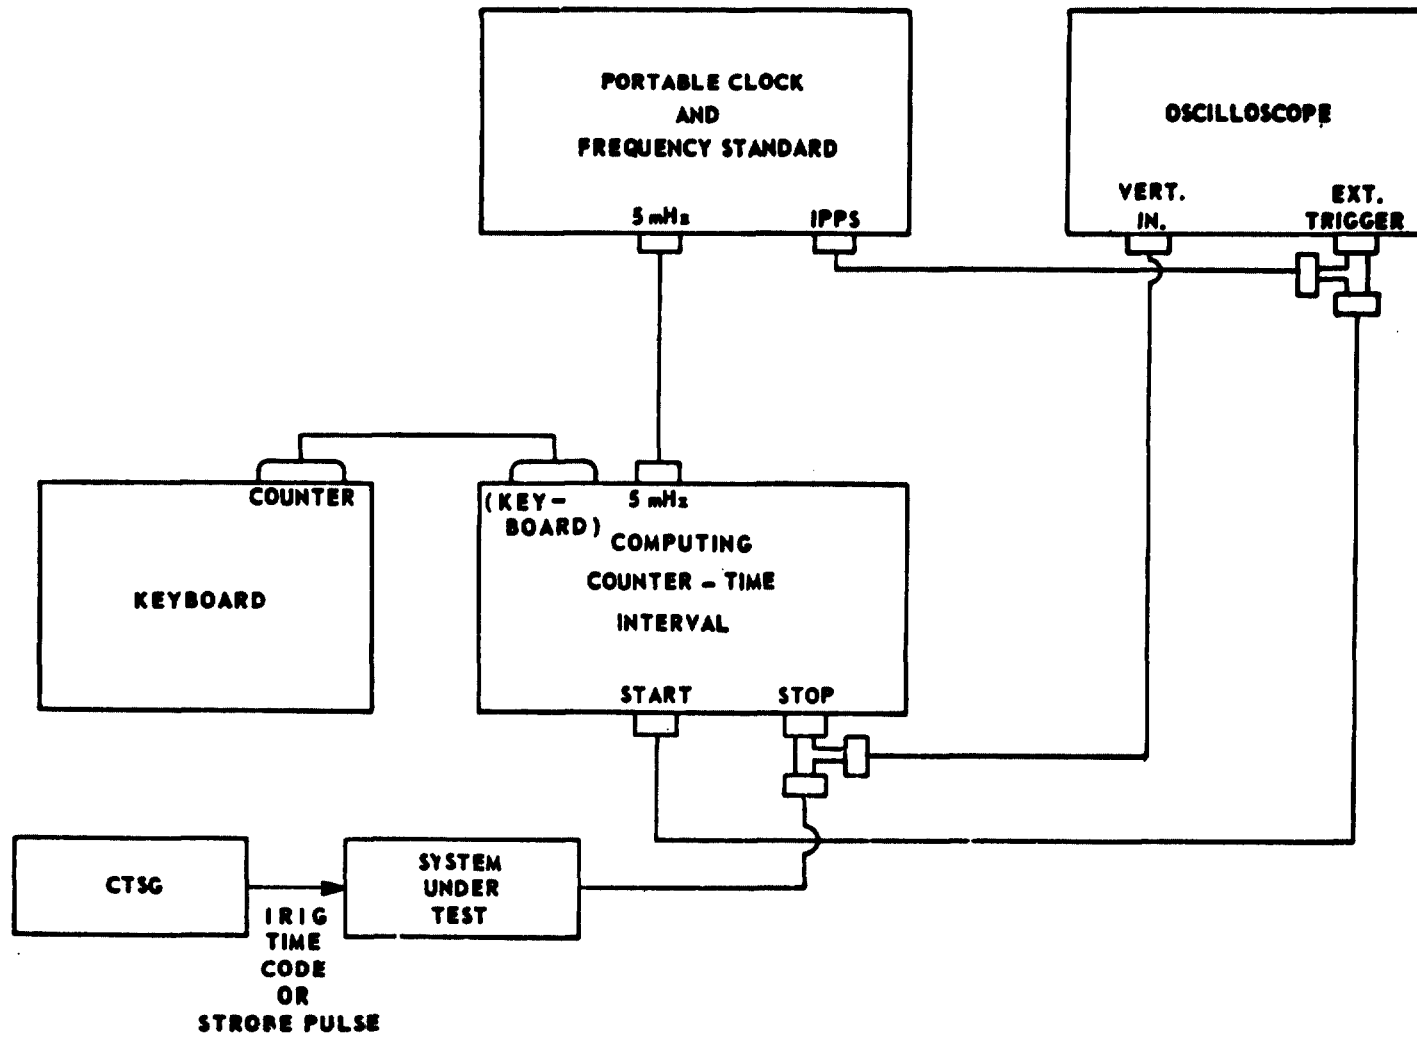 PORTABLE CLOCK
AND
FREQUENCY STANDARD
5 mHz
IPPS
OSCILLOSCOPE
VERT.
IN.
EXT.
TRIGGER
COUNTER
KEYBOARD
(KEY-
BOARD)
5 mHz
COMPUTING
COUNTER - TIME
INTERVAL
START
STOP
CTSG
IRIG
TIME
CODE
OR
STROBE PULSE
SYSTEM
UNDER
TEST